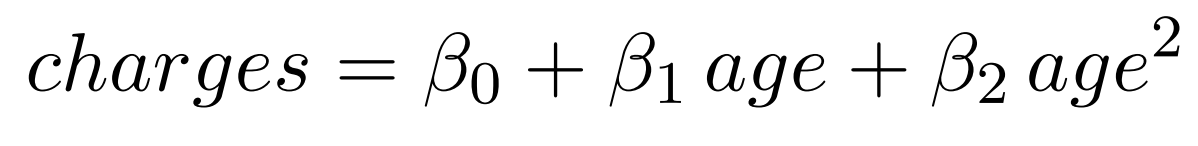 charges = β₀ + β₁ age + β₂ age²